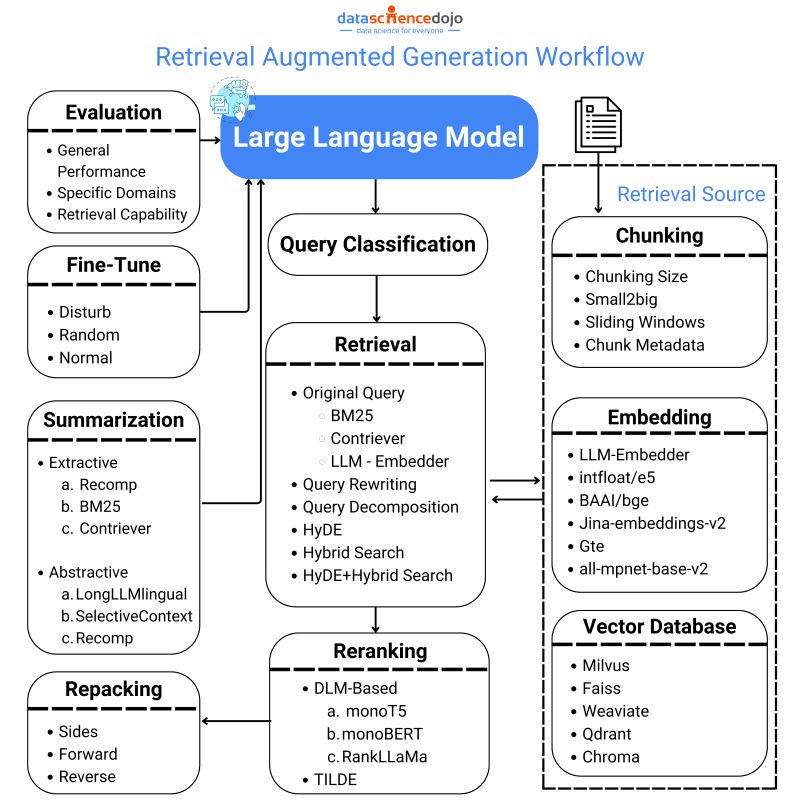 datasciencedojo
data science for everyone
Retrieval Augmented Generation Workflow
Evaluation
• General
Performance
• Specific Domains
• Retrieval Capability
Large Language Model
Fine-Tune
• Disturb
• Random
• Normal
Summarization
• Extractive
a. Recomp
b. BM25
c. Contriever
• Abstractive
a. LongLLMlingual
b. SelectiveContext
c. Recomp
Repacking
• Sides
• Forward
• Reverse
Query Classification
Retrieval
• Original Query
○ BM25
○ Contriever
○ LLM - Embedder
• Query Rewriting
• Query Decomposition
• HyDE
• Hybrid Search
• HyDE+Hybrid Search
Reranking
• DLM-Based
a. monoT5
b. monoBERT
c. RankLLaMa
• TILDE
Retrieval Source
Chunking
• Chunking Size
• Small2big
• Sliding Windows
• Chunk Metadata
Embedding
• LLM-Embedder
• intfloat/e5
• BAAI/bge
• Jina-embeddings-v2
• Gte
• all-mpnet-base-v2
Vector Database
• Milvus
• Faiss
• Weaviate
• Qdrant
• Chroma